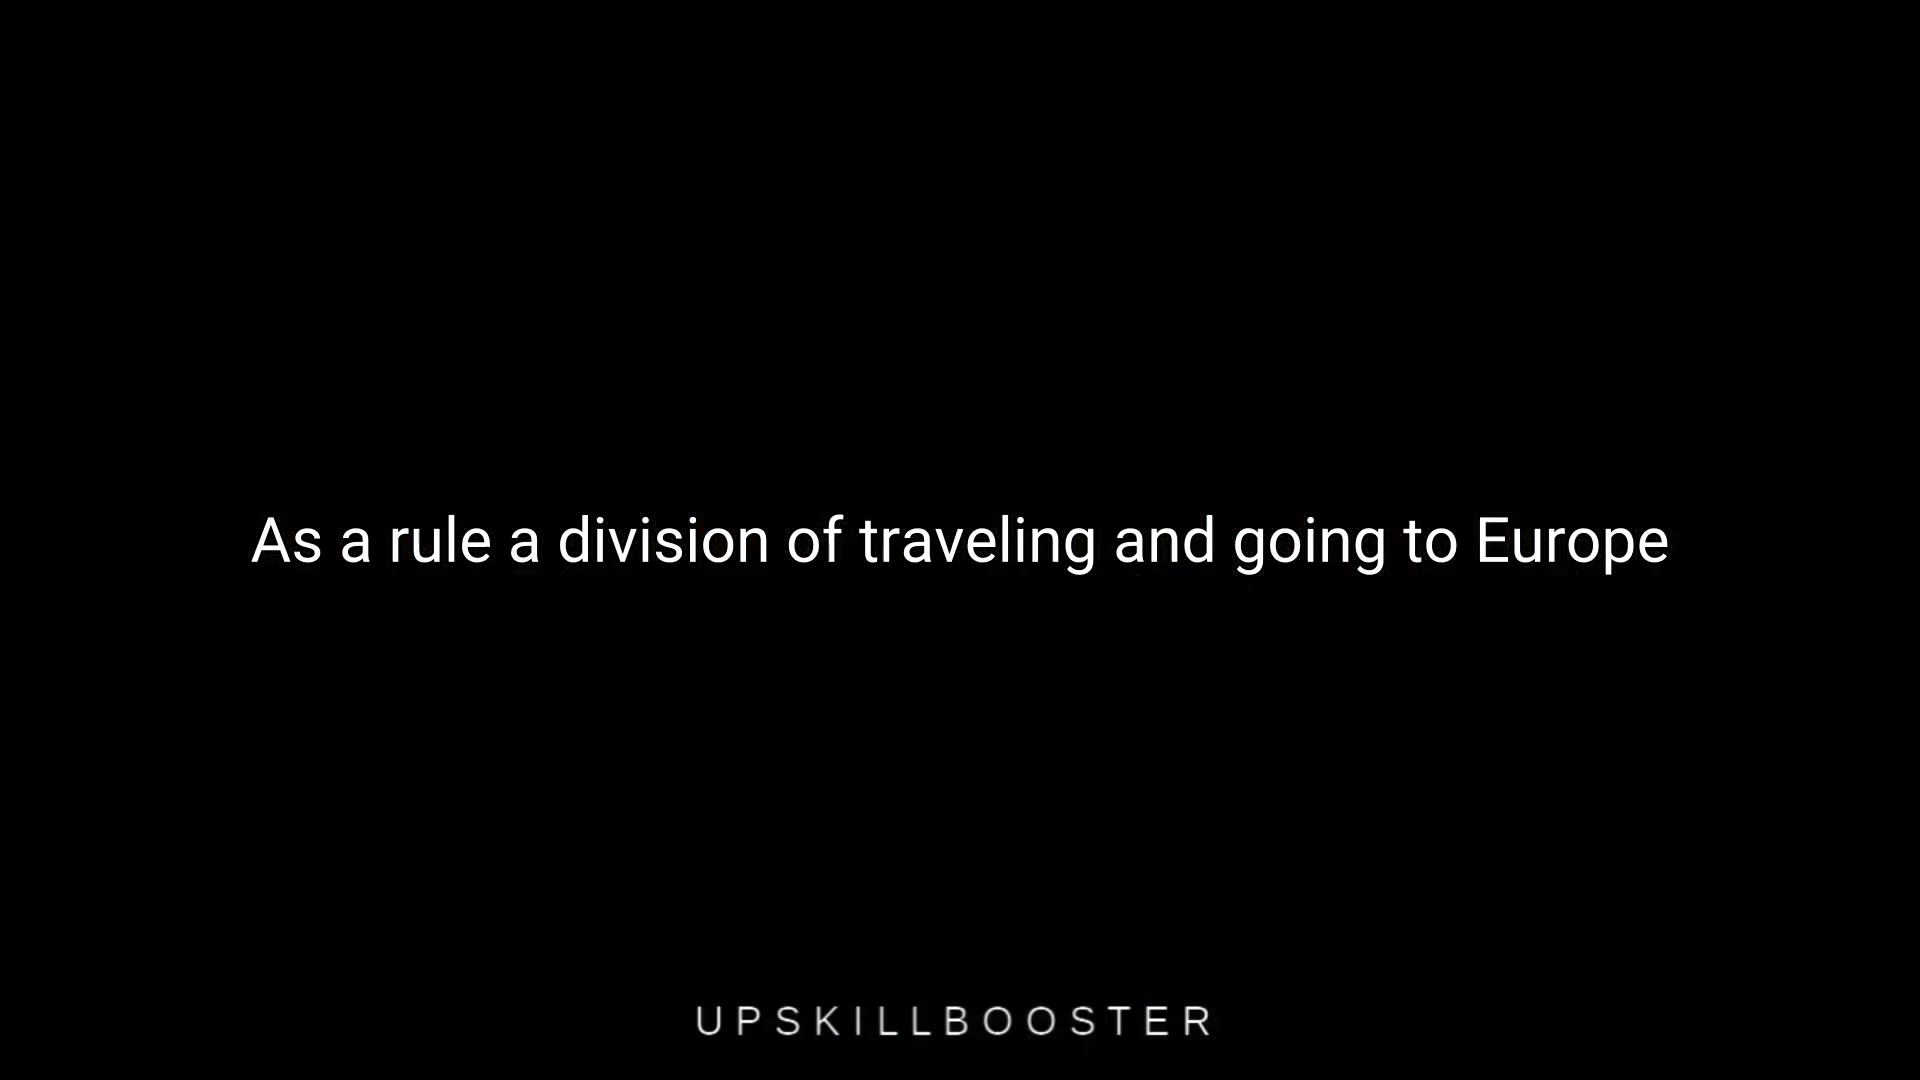 As a rule a division of traveling and going to Europe
UPSKILLBOOSTER